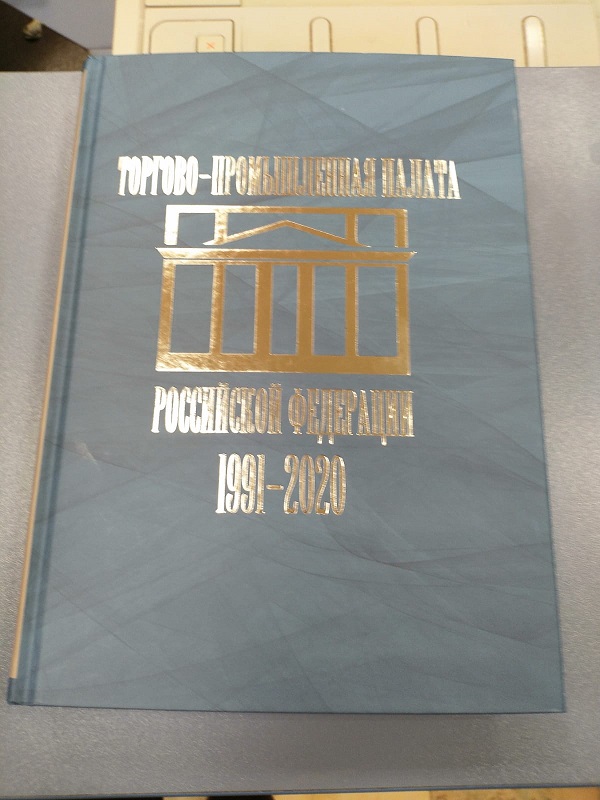 ТОРГОВО-ПРОМЫШЛЕННАЯ ПАЛАТА
РОССИЙСКОЙ ФЕДЕРАЦИИ
1991-2020